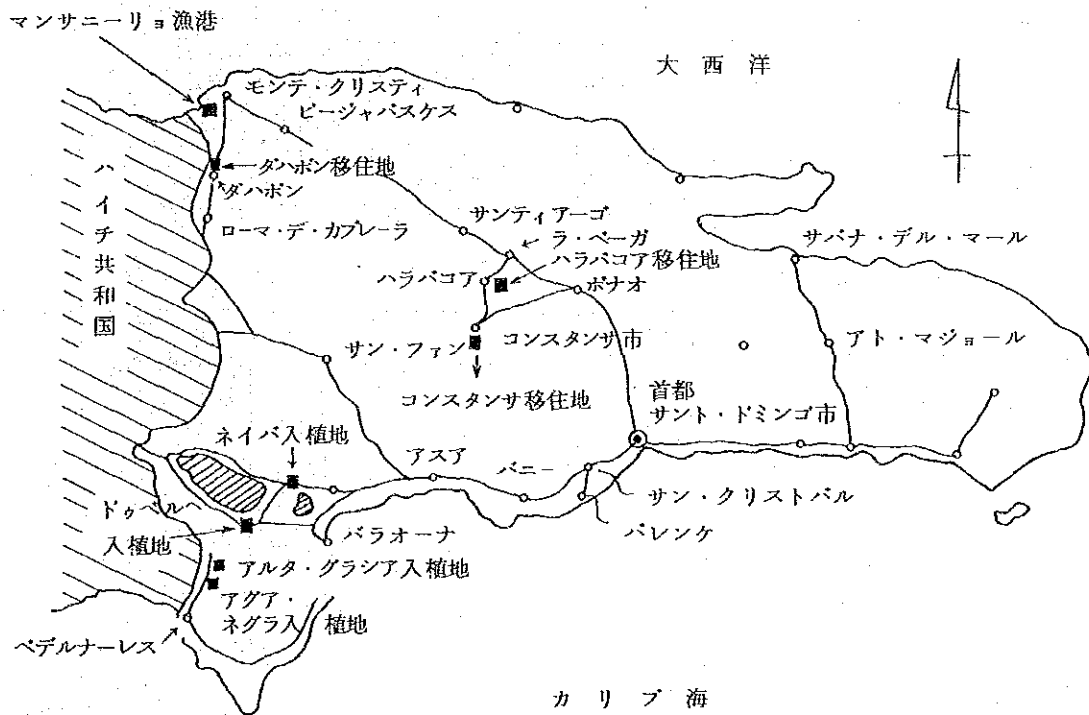 マンサニーリョ漁港
大西洋
モンテ・クリスティ
ビージャバスケス
ハイチ共和国
ダハボン移住地
ダハボン
ローマ・デ・カブレーラ
サンティアーゴ
ラ・ベーガ
サバナ・デル・マール
ハラバコア
ハラバコア移住地
ボナオ
サン・ファン
コンスタンサ市
アト・マジョール
コンスタンサ移住地
首都
サント・ドミンゴ市
ネイバ入植地
アスア
バニー
サン・クリストバル
ドゥベルヘ
入植地
バラオーナ
パレンケ
アルタ・グラシア入植地
アグア・
ネグラ入植地
ペデルナーレス
カリブ海